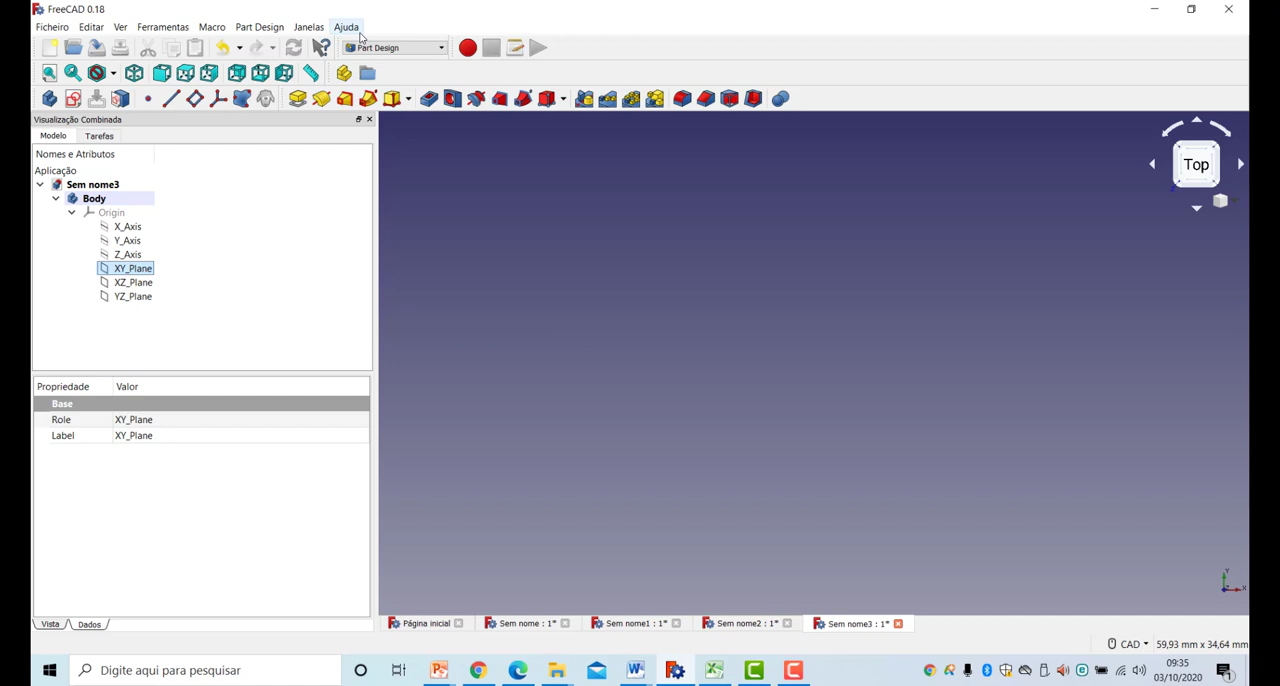 FreeCAD 0.18
Ficheiro Editar Ver Ferramentas Macro Part Design Janelas Ajuda
Part Design
Visualização Combinada
Modelo Tarefas
Nomes e Atributos
Aplicação
Sem nome3
Body
Origin
X_Axis
Y_Axis
Z_Axis
XY_Plane
XZ_Plane
YZ_Plane
Top
Propriedade Valor
Base
Role XY_Plane
Label XY_Plane
Y
X
Z
Vista Dados
Página inicial Sem nome : 1* Sem nome1 : 1* Sem nome2 : 1* Sem nome3 : 1*
CAD 59,93 mm x 34,64 mm
Digite aqui para pesquisar
09:35
03/10/2020